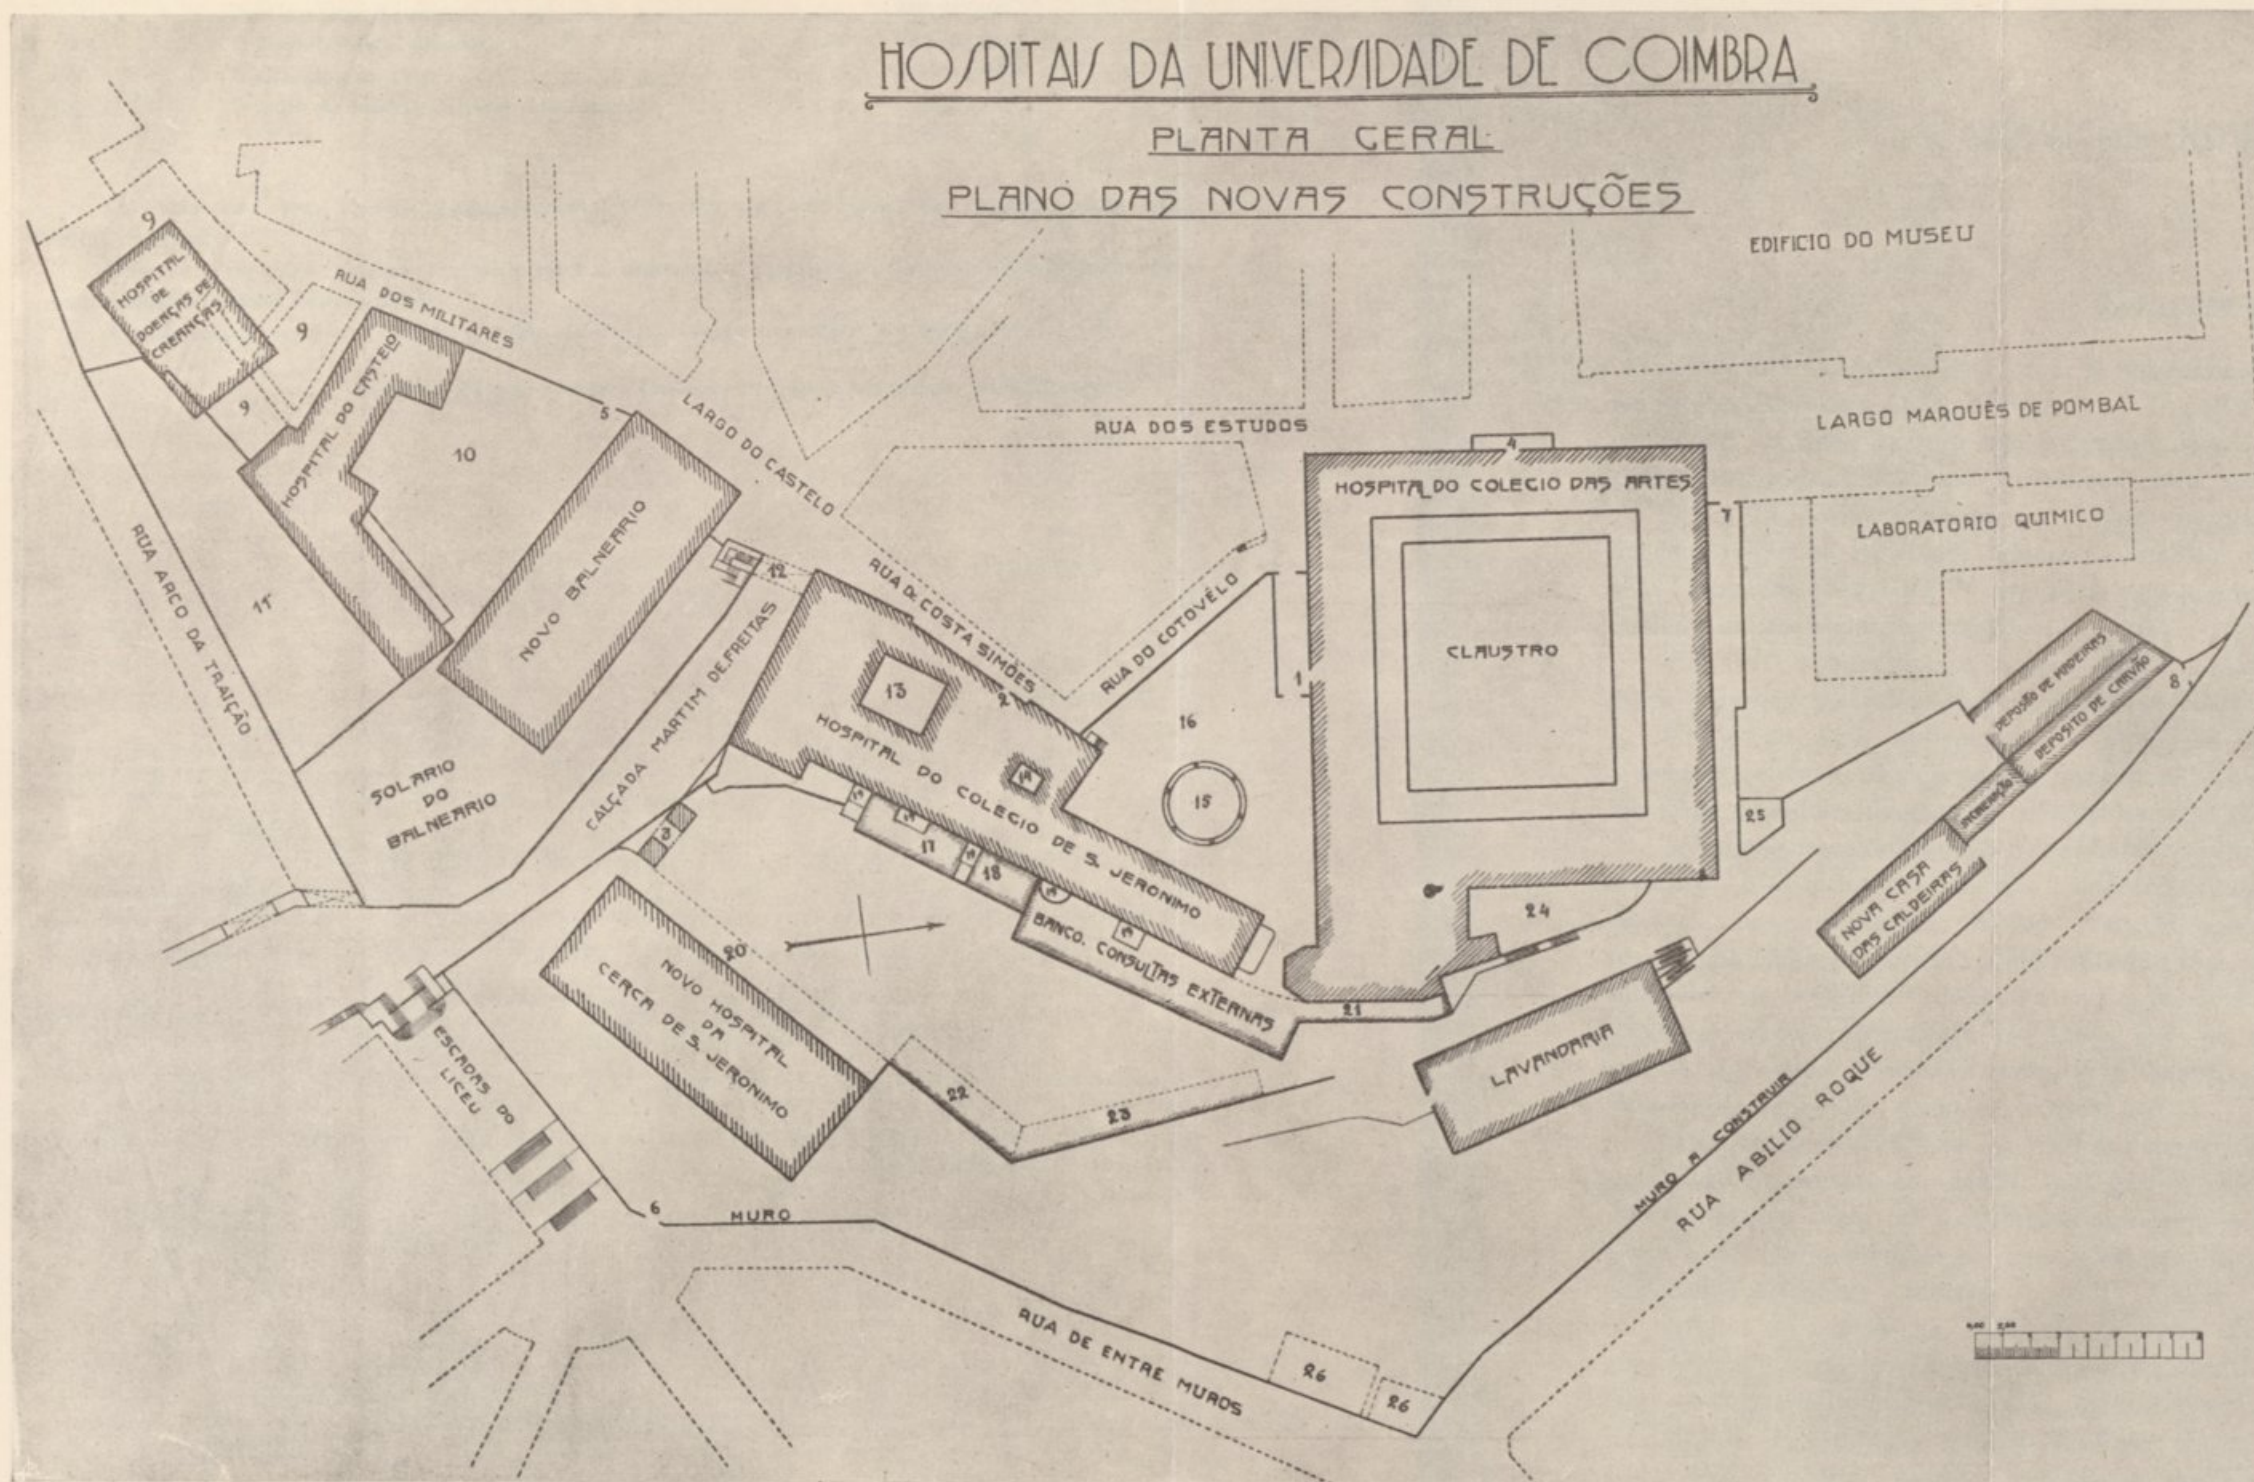 HOSPITAIS DA UNIVERSIDADE DE COIMBRA
PLANTA GERAL
PLANO DAS NOVAS CONSTRUÇÕES
EDIFICIO DO MUSEU
9
HOSPITAL
DE
DOENÇAS DE
CREANÇAS
9
9
RUA DOS MILITARES
HOSPITAL DO CASTELO
10
5
LARGO DO CASTELO
RUA DOS ESTUDOS
LARGO MARQUÊS DE POMBAL
4
HOSPITAL DO COLEGIO DAS ARTES
7
LABORATORIO QUIMICO
RUA ARCO DA TRAIÇÃO
11
NOVO BALNEARIO
12
RUA Dr COSTA SIMÕES
RUA DO COTOVÊLO
CLAUSTRO
1
CALÇADA MARTIM DE FREITAS
13
2
HOSPITAL DO COLEGIO DE S. JERONIMO
16
15
DEPOSITO DE MADEIRAS
DEPOSITO DE CARVÃO
8
INCINERAÇÃO
NOVA CASA
DAS CALDEIRAS
25
SOLARIO
DO
BALNEARIO
3
17
18
BANCO. CONSULTAS EXTERNAS
24
21
20
NOVO HOSPITAL
DA
CERCA DE S. JERONIMO
22
23
LAVANDARIA
ESCADAS DO
LICEU
6
MURO
MURO A CONSTRUIR
RUA ABILIO ROQUE
RUA DE ENTRE MUROS
26
26